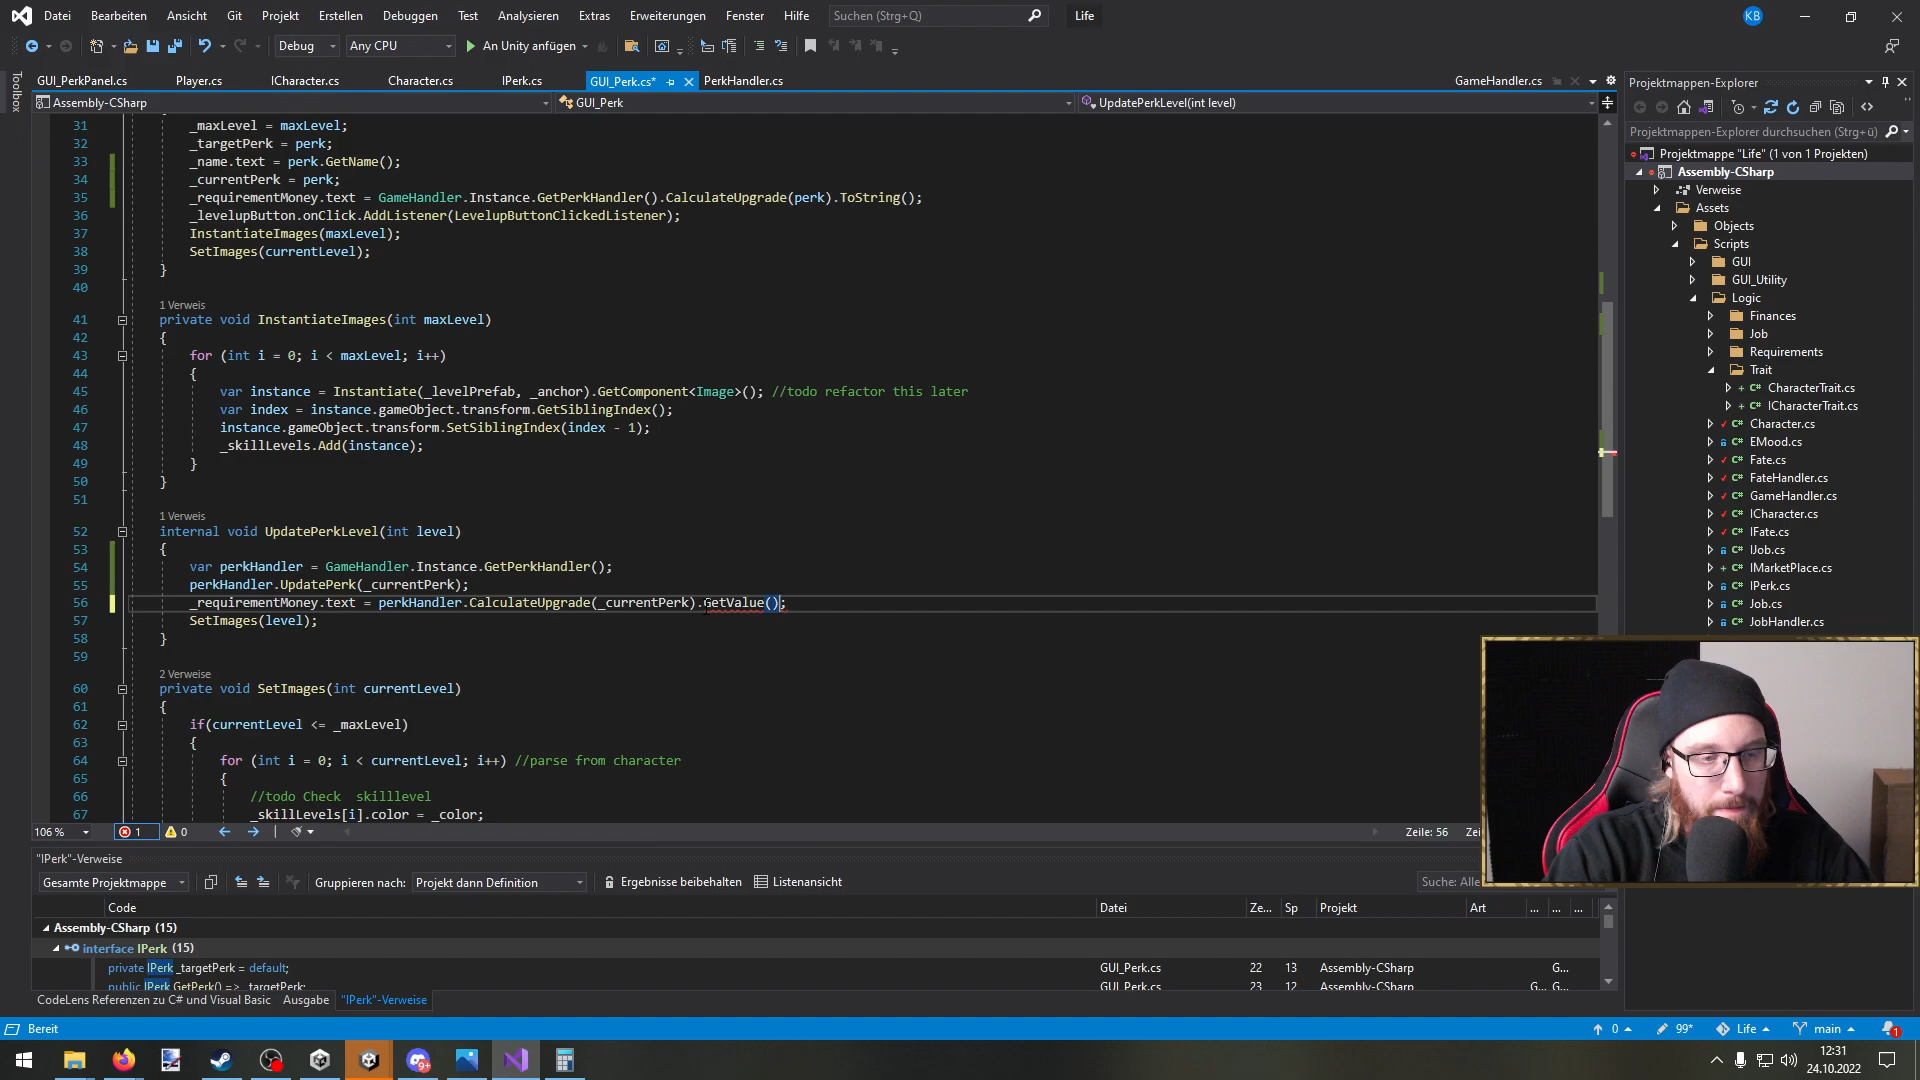 Datei Bearbeiten Ansicht Git Projekt Erstellen Debuggen Test Analysieren Extras Erweiterungen Fenster Hilfe Suchen (Strg+Q) Life KB
Debug Any CPU An Unity anfügen
Toolbox
GUI_PerkPanel.cs Player.cs ICharacter.cs Character.cs IPerk.cs GUI_Perk.cs* PerkHandler.cs GameHandler.cs
Assembly-CSharp GUI_Perk UpdatePerkLevel(int level)
31 _maxLevel = maxLevel;
32 _targetPerk = perk;
33 _name.text = perk.GetName();
34 _currentPerk = perk;
35 _requirementMoney.text = GameHandler.Instance.GetPerkHandler().CalculateUpgrade(perk).ToString();
36 _levelupButton.onClick.AddListener(LevelupButtonClickedListener);
37 InstantiateImages(maxLevel);
38 SetImages(currentLevel);
39 }
40
1 Verweis
41 private void InstantiateImages(int maxLevel)
42 {
43 for (int i = 0; i < maxLevel; i++)
44 {
45 var instance = Instantiate(_levelPrefab, _anchor).GetComponent<Image>(); //todo refactor this later
46 var index = instance.gameObject.transform.GetSiblingIndex();
47 instance.gameObject.transform.SetSiblingIndex(index - 1);
48 _skillLevels.Add(instance);
49 }
50 }
51
1 Verweis
52 internal void UpdatePerkLevel(int level)
53 {
54 var perkHandler = GameHandler.Instance.GetPerkHandler();
55 perkHandler.UpdatePerk(_currentPerk);
56 _requirementMoney.text = perkHandler.CalculateUpgrade(_currentPerk).GetValue();
57 SetImages(level);
58 }
59
2 Verweise
60 private void SetImages(int currentLevel)
61 {
62 if(currentLevel <= _maxLevel)
63 {
64 for (int i = 0; i < currentLevel; i++) //parse from character
65 {
66 //todo Check  skilllevel
67 _skillLevels[i].color = _color;
106 % 1 0 Zeile: 56 Zei
"IPerk"-Verweise
Gesamte Projektmappe Gruppieren nach: Projekt dann Definition Ergebnisse beibehalten Listenansicht Suche: Alle
Code Datei Ze... Sp Projekt Art ... ... ...
Assembly-CSharp (15)
interface IPerk (15)
private IPerk _targetPerk = default; GUI_Perk.cs 22 13 Assembly-CSharp G...
public IPerk GetPerk() => _targetPerk; GUI_Perk.cs 23 12 Assembly-CSharp G... G...
CodeLens Referenzen zu C# und Visual Basic Ausgabe "IPerk"-Verweise
Projektmappen-Explorer
Projektmappen-Explorer durchsuchen (Strg+ü)
Projektmappe "Life" (1 von 1 Projekten)
Assembly-CSharp
Verweise
Assets
Objects
Scripts
GUI
GUI_Utility
Logic
Finances
Job
Requirements
Trait
C# CharacterTrait.cs
C# ICharacterTrait.cs
C# Character.cs
C# EMood.cs
C# Fate.cs
C# FateHandler.cs
C# GameHandler.cs
C# ICharacter.cs
C# IFate.cs
C# IJob.cs
C# IMarketPlace.cs
C# IPerk.cs
C# Job.cs
C# JobHandler.cs
Bereit 0 99* Life main 1
9+ 12:31
24.10.2022